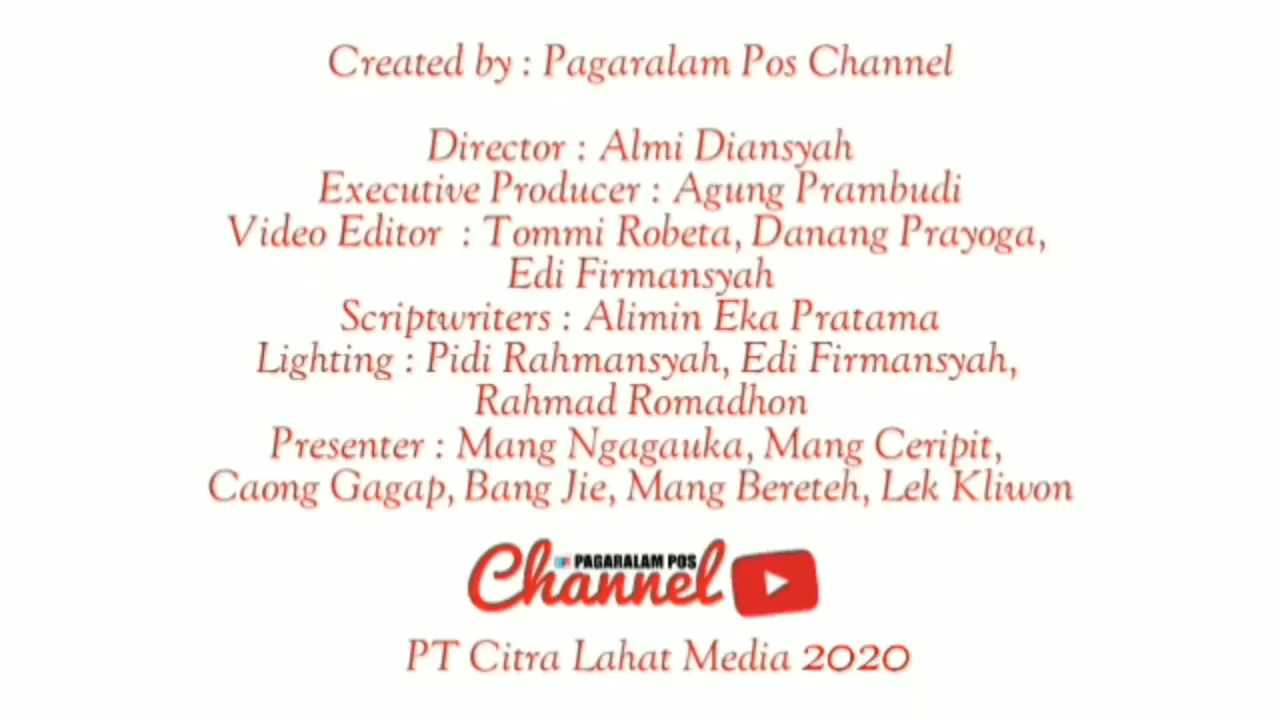 Created by : Pagaralam Pos Channel
Director : Almi Diansyah
Executive Producer : Agung Prambudi
Video Editor : Tommi Robeta, Danang Prayoga,
Edi Firmansyah
Scriptwriters : Alimin Eka Pratama
Lighting : Pidi Rahmansyah, Edi Firmansyah,
Rahmad Romadhon
Presenter : Mang Ngagauka, Mang Ceripit,
Caong Gagap, Bang Jie, Mang Bereteh, Lek Kliwon
PAGARALAM POS
Channel
PT Citra Lahat Media 2020